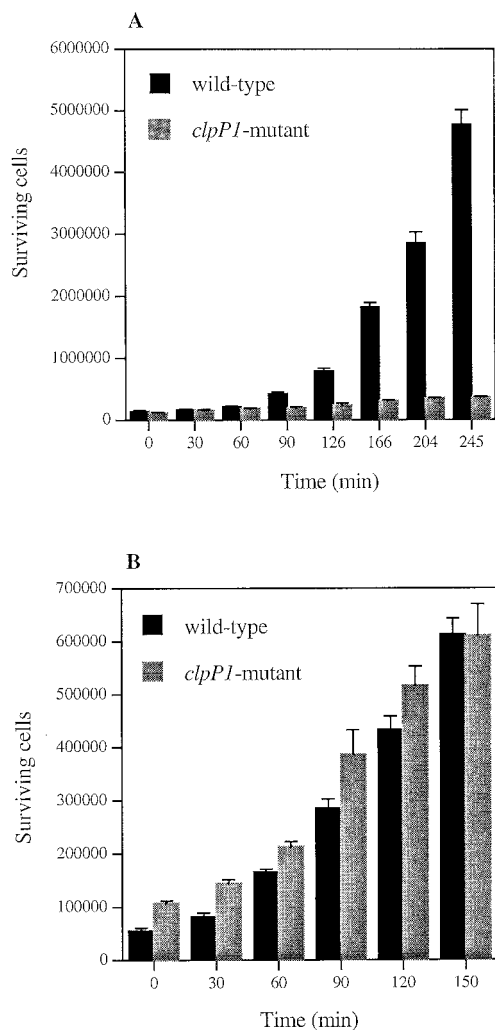 A
6000000
5000000
4000000
3000000
2000000
1000000
0
Surviving cells
wild-type
clpP1-mutant
0 30 60 90 126 166 204 245
Time (min)
B
700000
600000
500000
400000
300000
200000
100000
0
Surviving cells
wild-type
clpP1-mutant
0 30 60 90 120 150
Time (min)